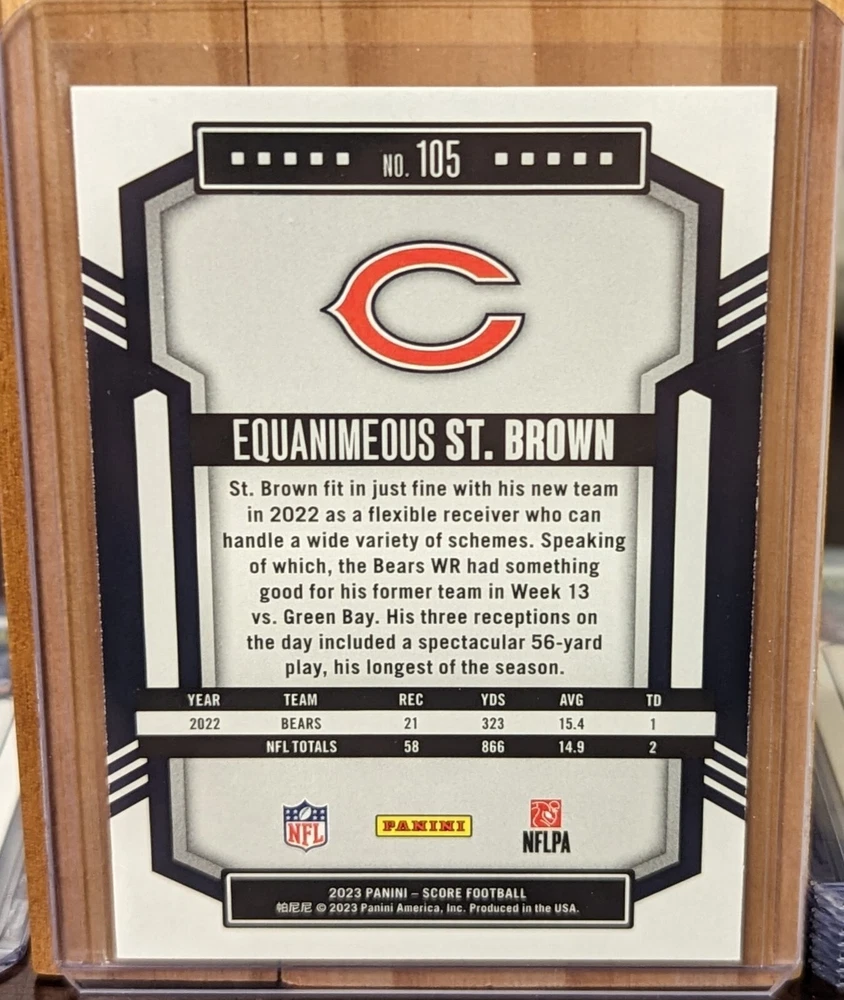 NO. 105
EQUANIMEOUS ST. BROWN
St. Brown fit in just fine with his new team
in 2022 as a flexible receiver who can
handle a wide variety of schemes. Speaking
of which, the Bears WR had something
good for his former team in Week 13
vs. Green Bay. His three receptions on
the day included a spectacular 56-yard
play, his longest of the season.
YEAR TEAM REC YDS AVG TD
2022 BEARS 21 323 15.4 1
NFL TOTALS 58 866 14.9 2
NFL PANINI NFLPA
2023 PANINI – SCORE FOOTBALL
帕尼尼 © 2023 Panini America, Inc. Produced in the USA.